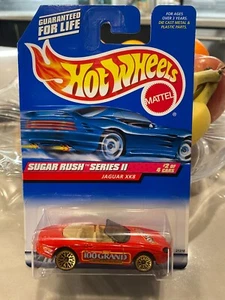 GUARANTEED
FOR LIFE
FOR AGES
OVER 3 YEARS.
DIE CAST METAL &
PLASTIC PARTS.
Hot Wheels
MATTEL
SUGAR RUSH SERIES II
#2 OF
4 CARS
JAGUAR XK8
100 GRAND